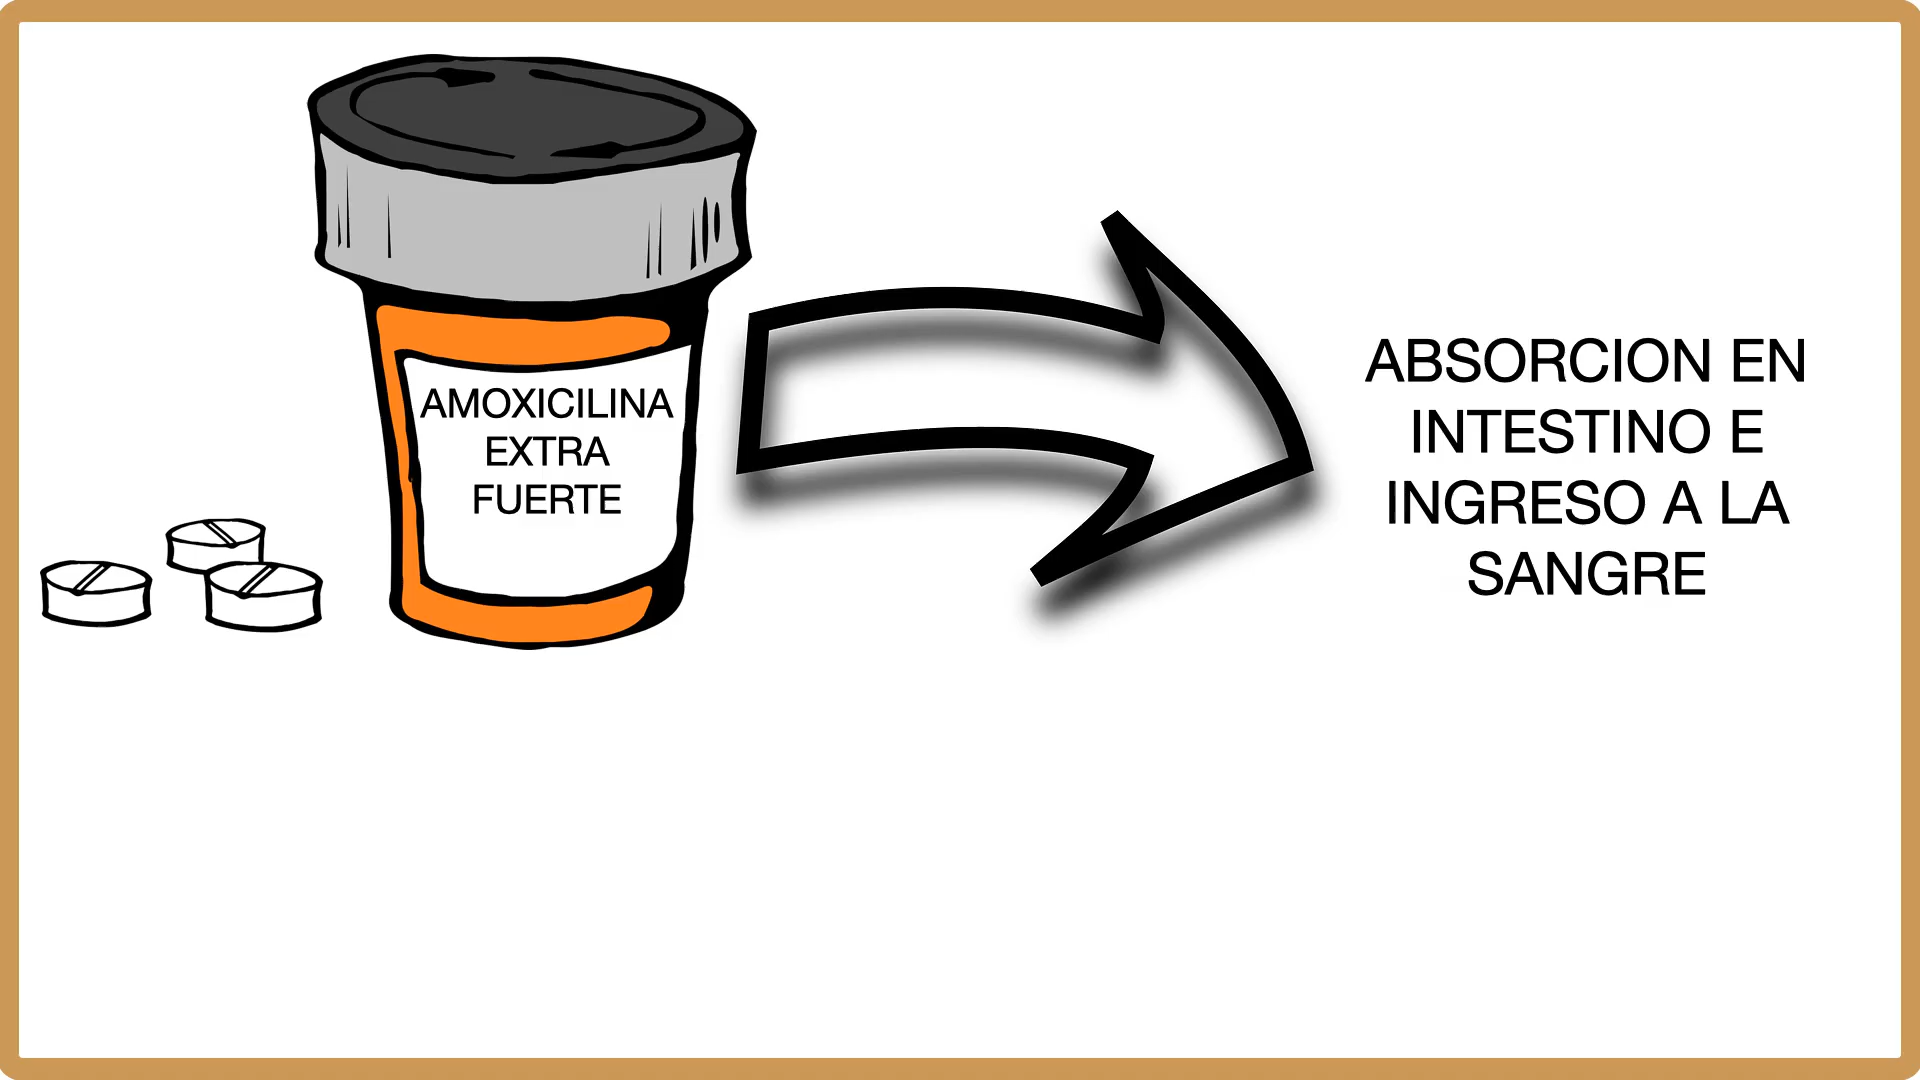 AMOXICILINA
EXTRA
FUERTE
ABSORCION EN
INTESTINO E
INGRESO A LA
SANGRE